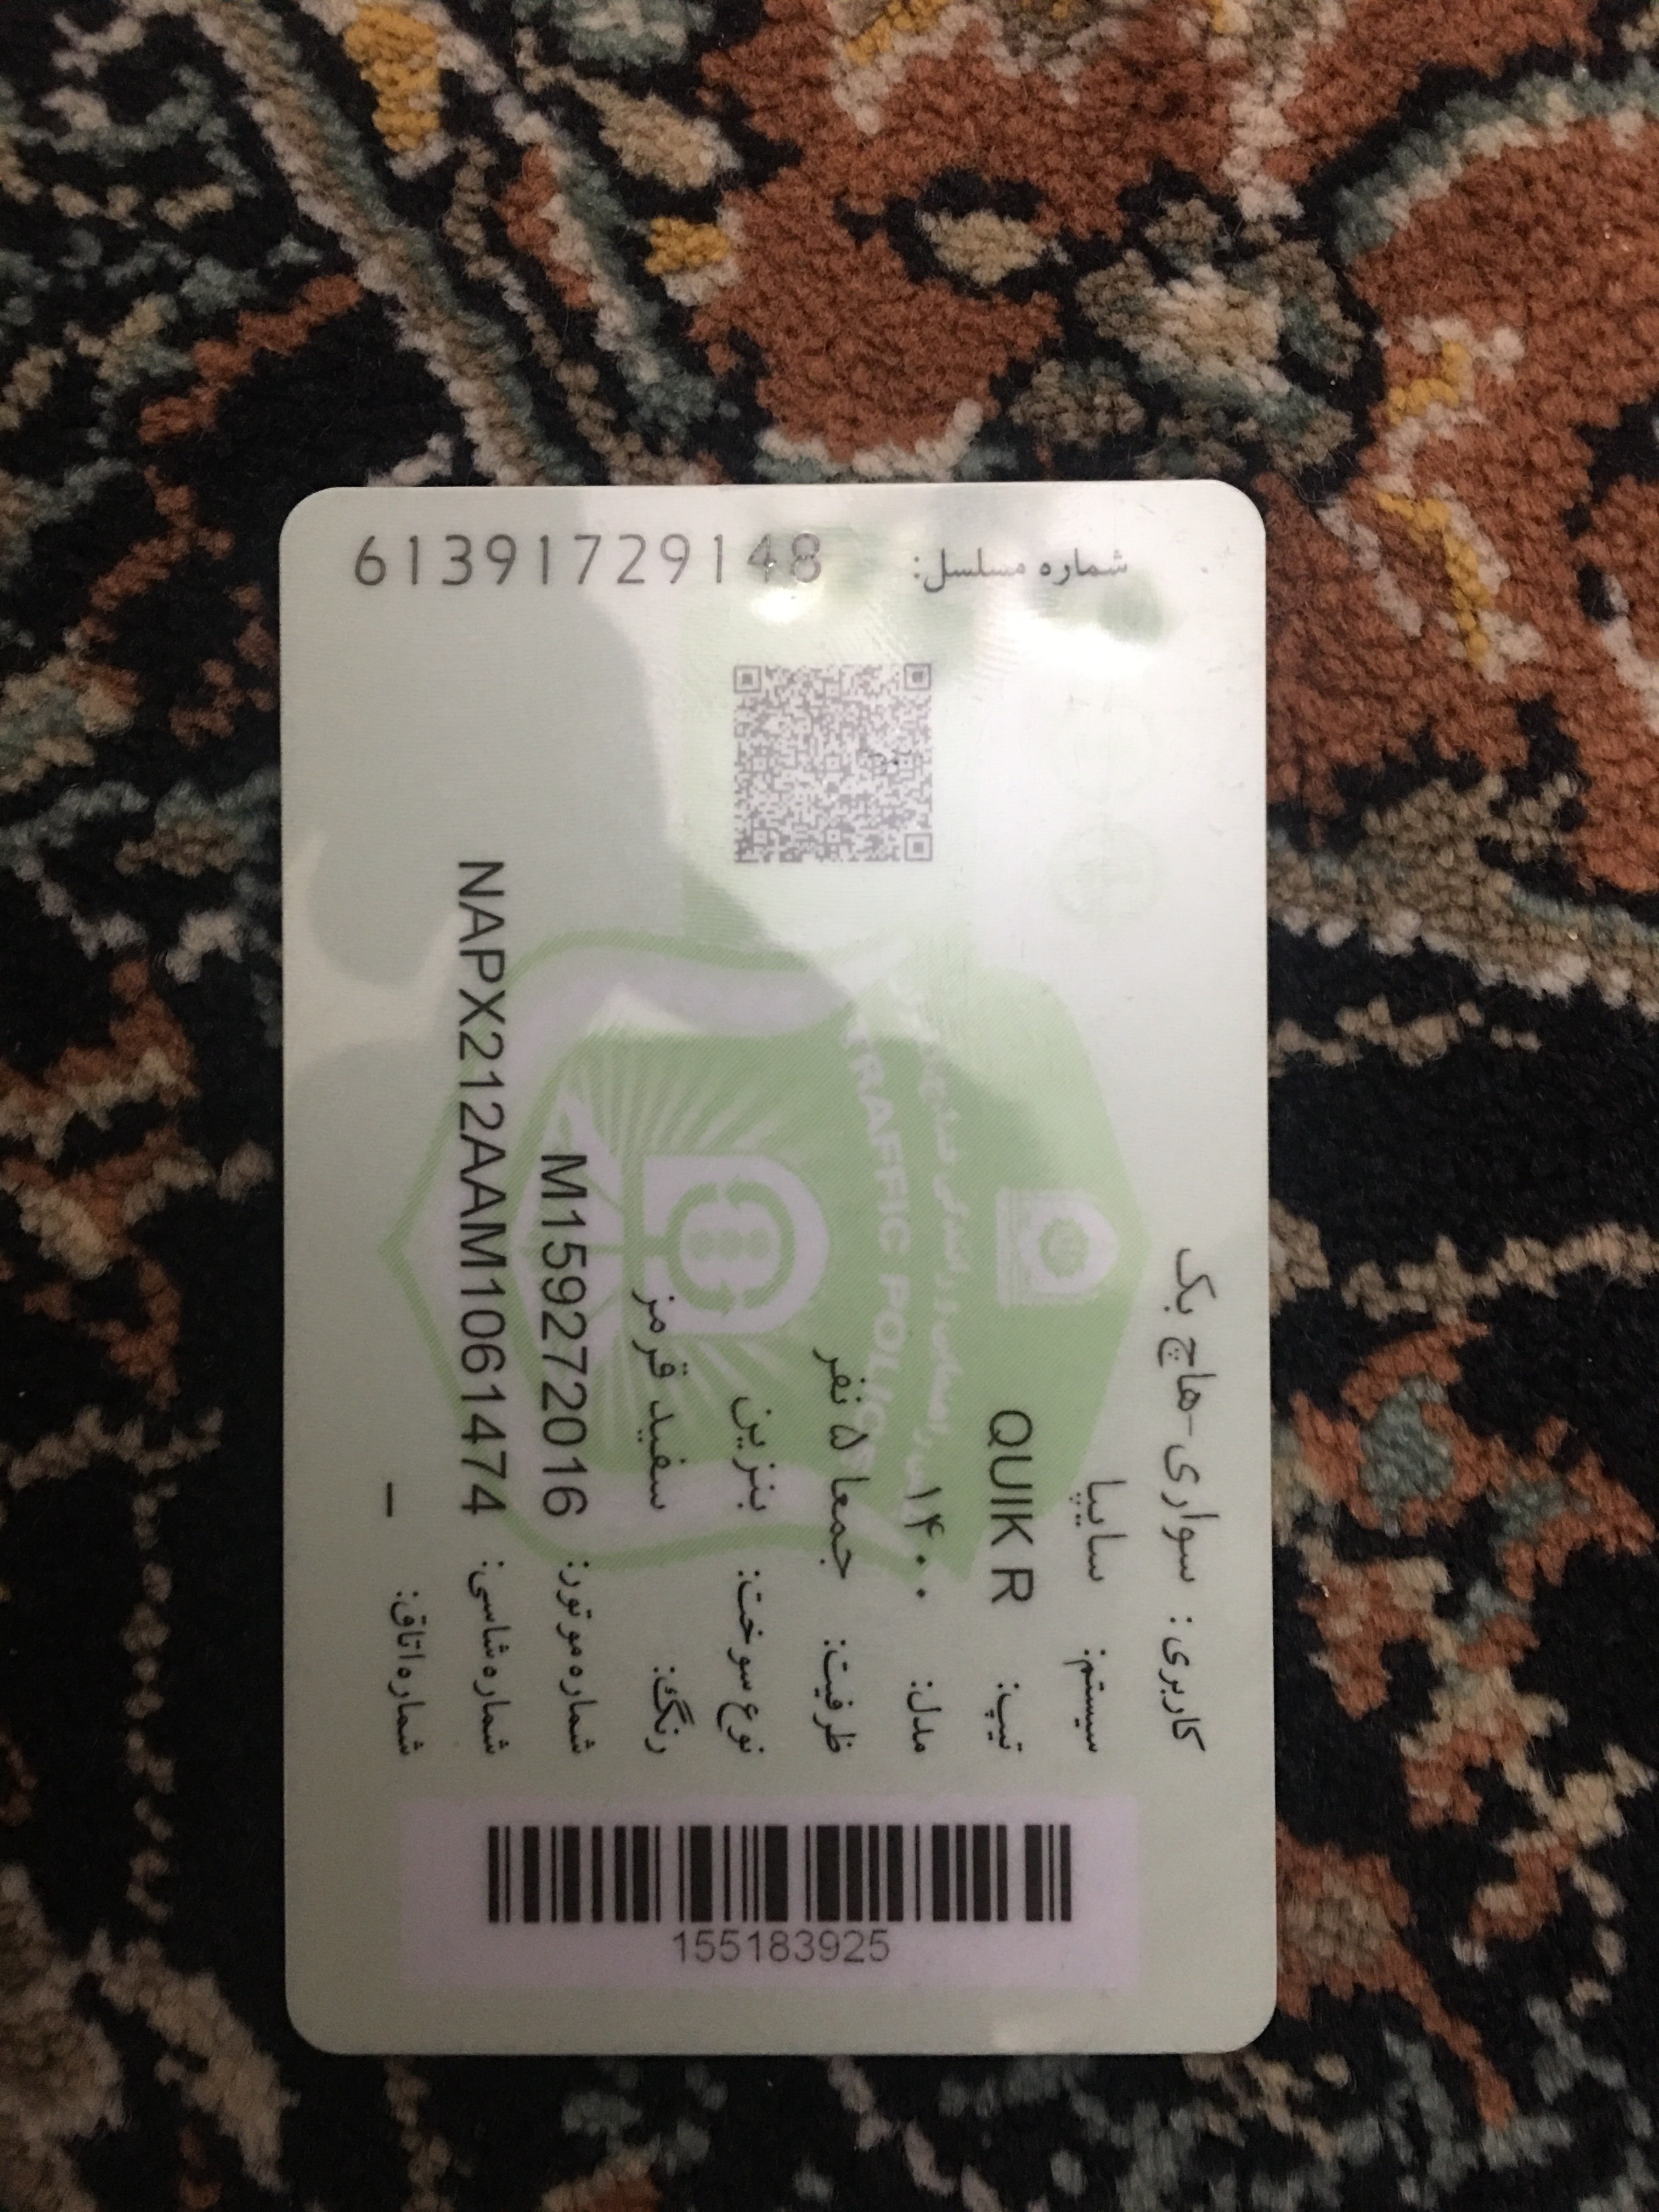 شماره مسلسل: 61391729148
کاربری: سواری-هاچ بک
سیستم: سایپا
تیپ: QUIK R
مدل: ۱۴۰۰
ظرفیت: جمعا ۵ نفر
نوع سوخت: بنزین
رنگ: سفید قرمز
شماره موتور: M159272016
شماره شاسی: NAPX212AAM1061474
شماره اتاق: _
TRAFFIC POLICE
155183925